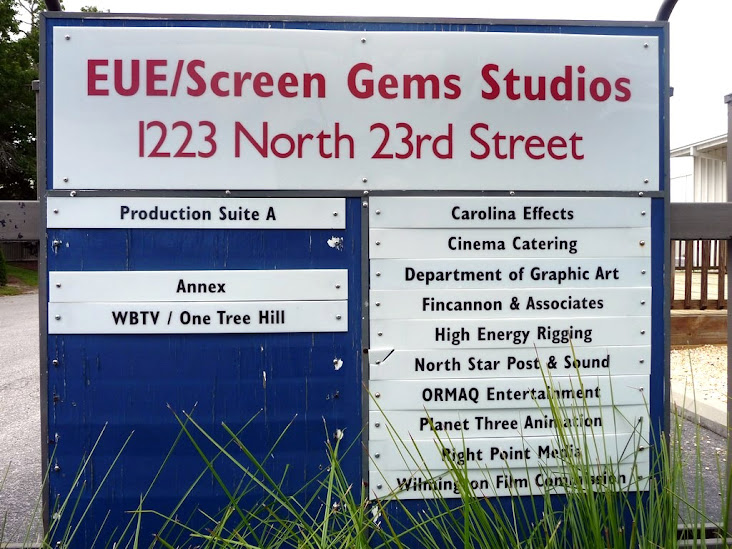 EUE/Screen Gems Studios
1223 North 23rd Street
Production Suite A
Annex
WBTV / One Tree Hill
Carolina Effects
Cinema Catering
Department of Graphic Art
Fincannon & Associates
High Energy Rigging
North Star Post & Sound
ORMAQ Entertainment
Planet Three Animation
Right Point Media
Wilmington Film Commission